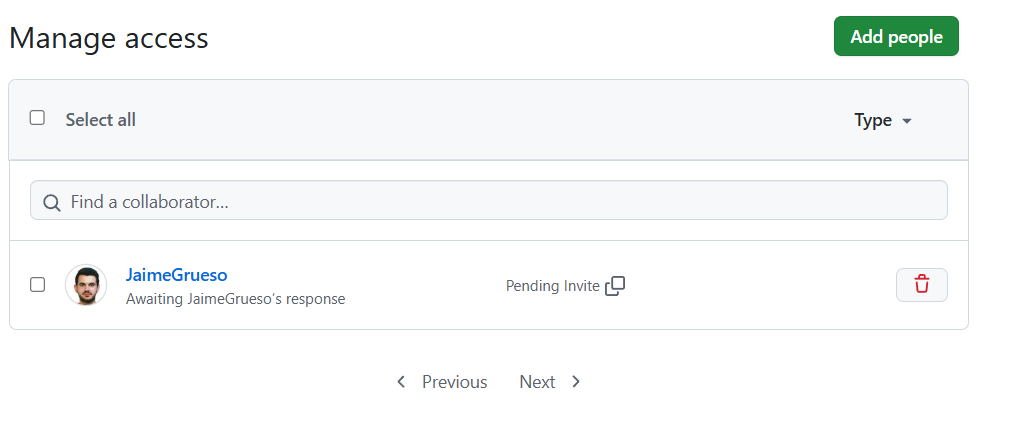 Manage access
Add people
Select all
Type
Find a collaborator...
JaimeGrueso
Awaiting JaimeGrueso's response
Pending Invite
Previous
Next